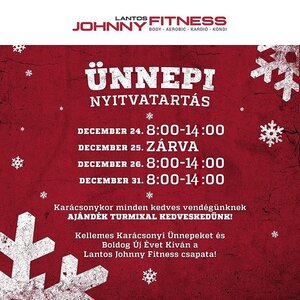 LANTOS
JOHNNYFITNESS
BODY - AEROBIC - KARDIÓ - KONDI
ÜNNEPI
NYITVATARTÁS
DECEMBER 24. 8:00-14:00
DECEMBER 25. ZÁRVA
DECEMBER 26. 8:00-14:00
DECEMBER 31. 8:00-14:00
Karácsonykor minden kedves vendégünknek
AJÁNDÉK TURMIXAL KEDVESKEDÜNK!
Kellemes Karácsonyi Ünnepeket és
Boldog Új Évet Kíván a
Lantos Johnny Fitness csapata!